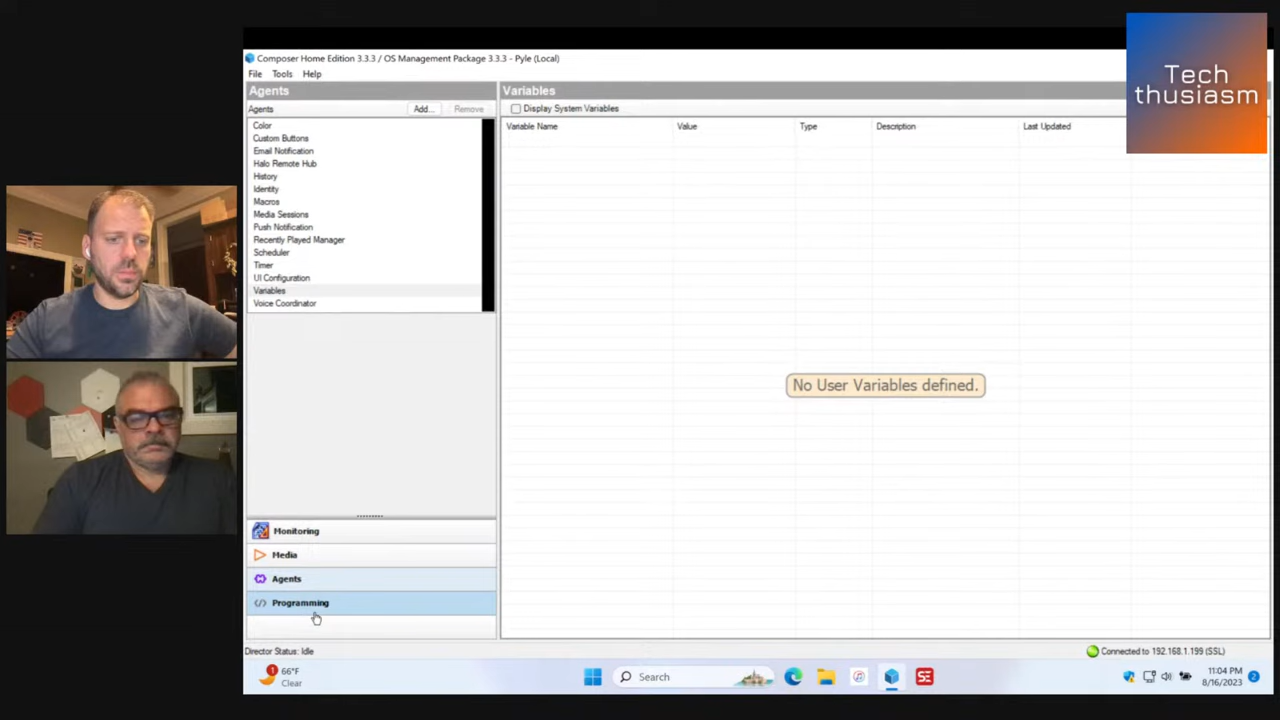 Composer Home Edition 3.3.3 / OS Management Package 3.3.3 - Pyle (Local)
File Tools Help
Agents
Agents Add... Remove
Color
Custom Buttons
Email Notification
Halo Remote Hub
History
Identity
Macros
Media Sessions
Push Notification
Recently Played Manager
Scheduler
Timer
UI Configuration
Variables
Voice Coordinator
Monitoring
Media
Agents
</> Programming
Variables
Display System Variables
Variable Name Value Type Description Last Updated
No User Variables defined.
Tech
thusiasm
Director Status: Idle
Connected to 192.168.1.199 (SSL)
1
66°F
Clear
Search
SE
11:04 PM
8/16/2023
2